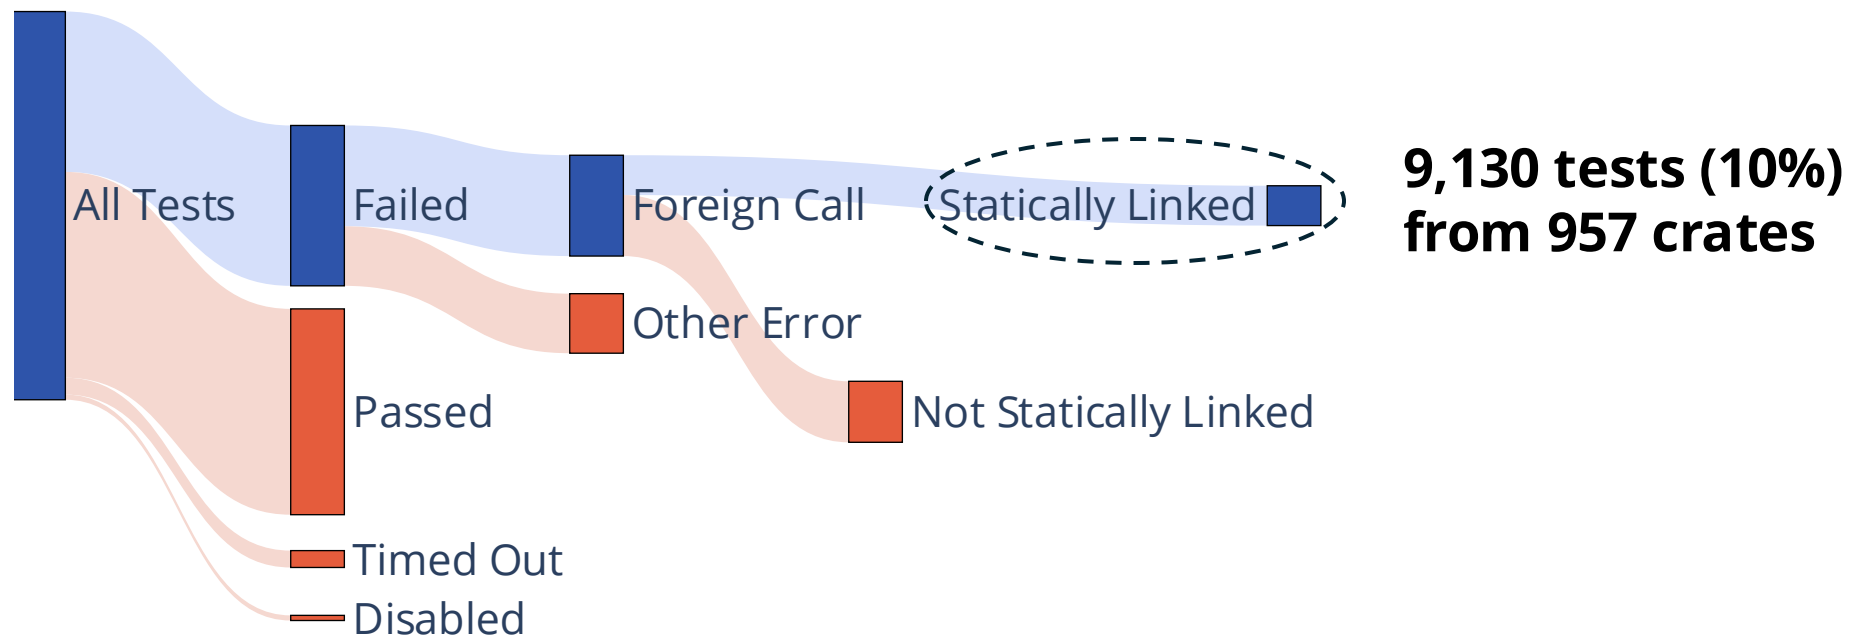 All Tests
Failed
Foreign Call
Statically Linked
9,130 tests (10%)
from 957 crates
Other Error
Passed
Not Statically Linked
Timed Out
Disabled